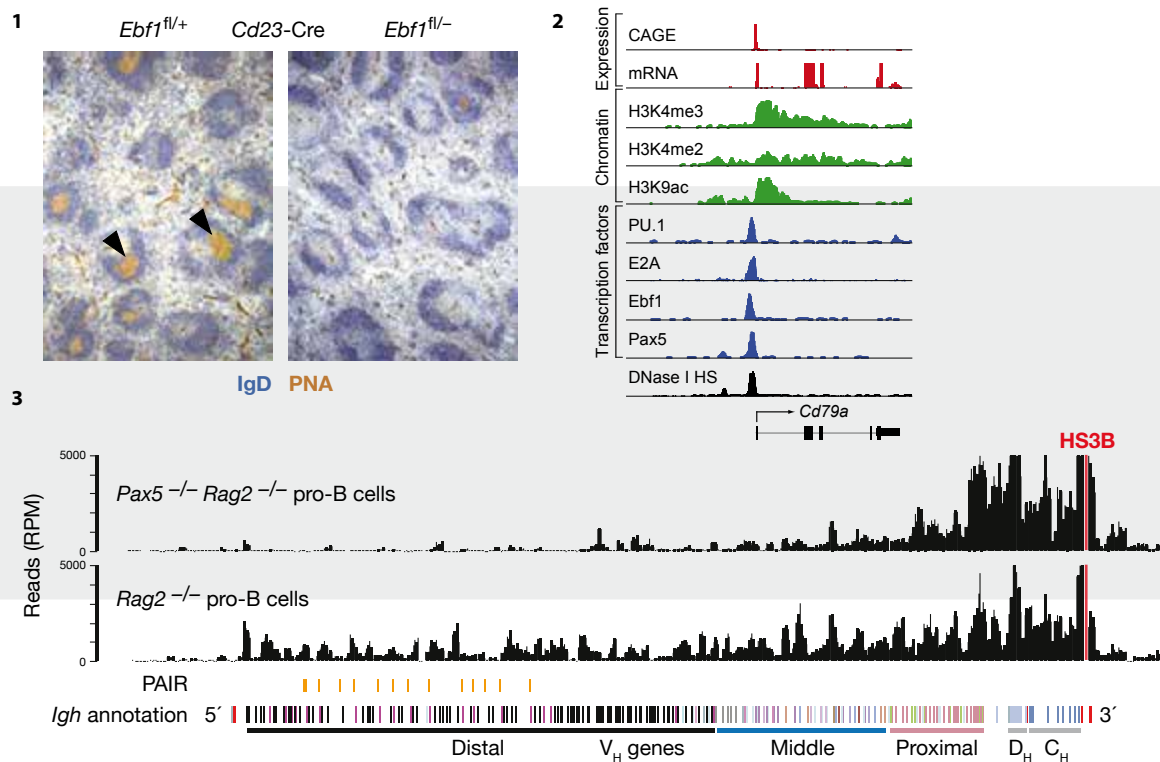 1
Ebf1fl/+ Cd23-Cre Ebf1fl/–
IgD PNA
2
Expression
CAGE
mRNA
Chromatin
H3K4me3
H3K4me2
H3K9ac
Transcription factors
PU.1
E2A
Ebf1
Pax5
DNase I HS
Cd79a
3
HS3B
Reads (RPM)
5000
Pax5 –/– Rag2 –/– pro-B cells
0
5000
Rag2 –/– pro-B cells
0
PAIR
Igh annotation 5´ 3´
Distal VH genes Middle Proximal DH CH